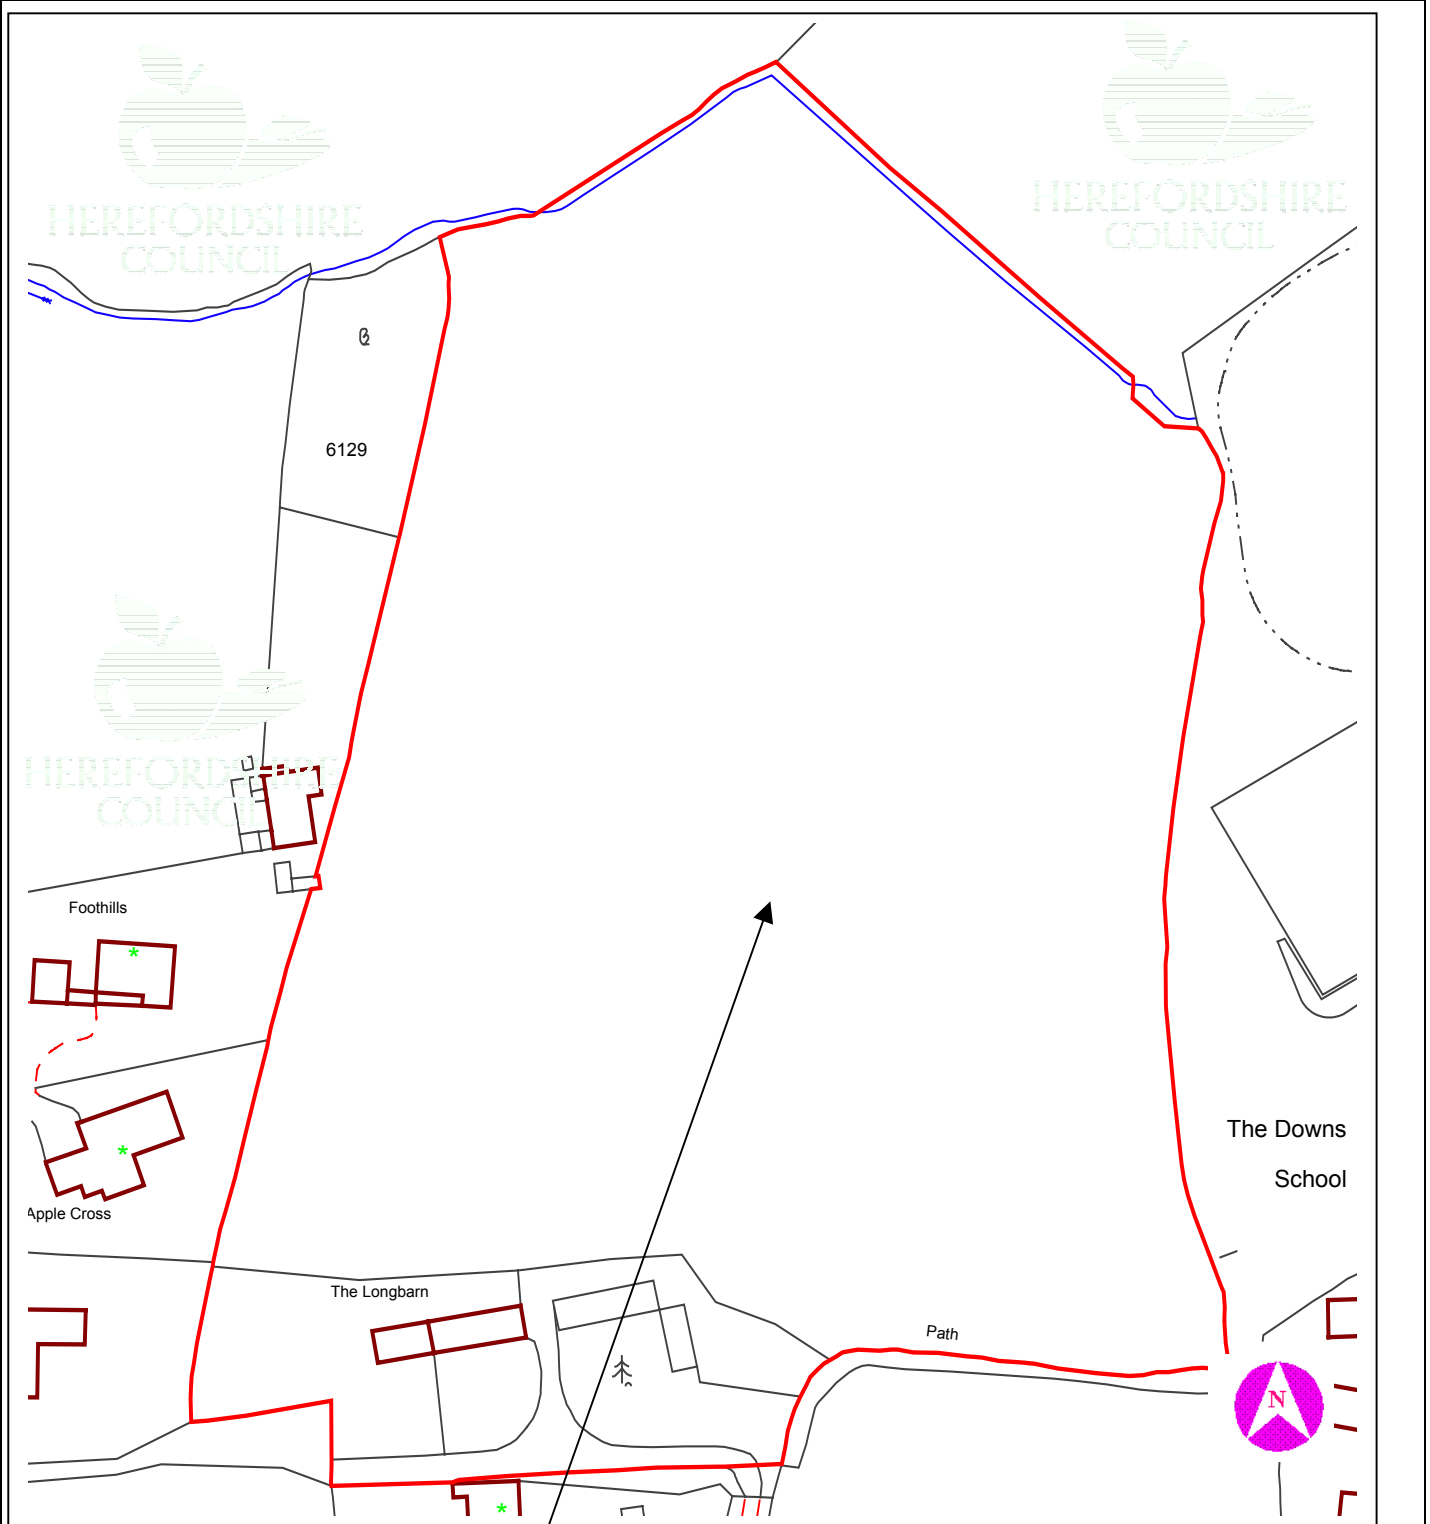 HEREFORDSHIRE
COUNCIL
HEREFORDSHIRE
COUNCIL
6129
HEREFORDSHIRE
COUNCIL
Foothills
Apple Cross
The Downs
School
The Longbarn
Path
N